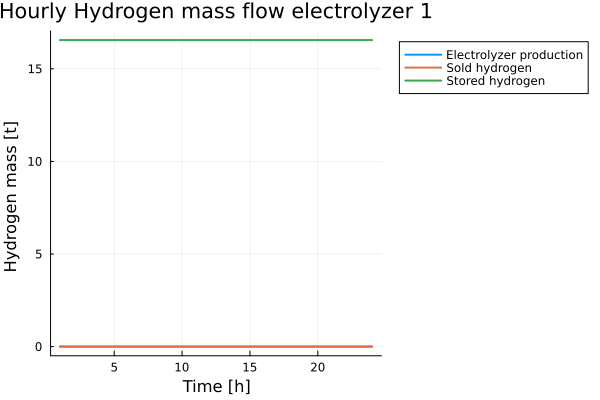 Hourly Hydrogen mass flow electrolyzer 1
Electrolyzer production
Sold hydrogen
Stored hydrogen
Hydrogen mass [t]
15
10
5
0
5 10 15 20
Time [h]